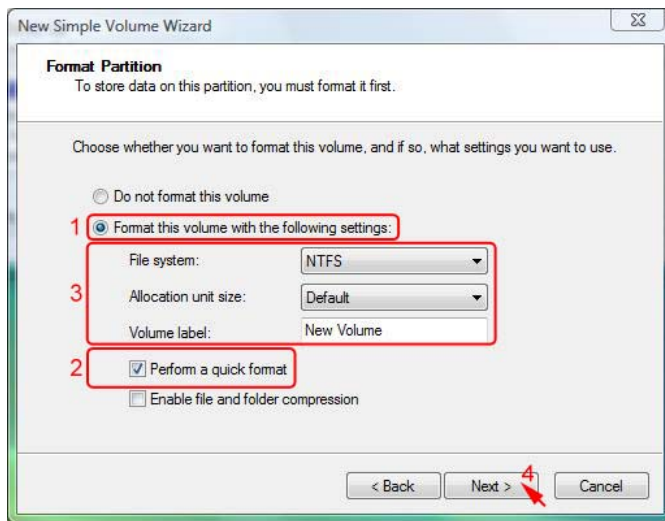 New Simple Volume Wizard
Format Partition
To store data on this partition, you must format it first.
Choose whether you want to format this volume, and if so, what settings you want to use.
Do not format this volume
1 Format this volume with the following settings:
3
File system: NTFS
Allocation unit size: Default
Volume label: New Volume
2 Perform a quick format
Enable file and folder compression
4
< Back Next > Cancel